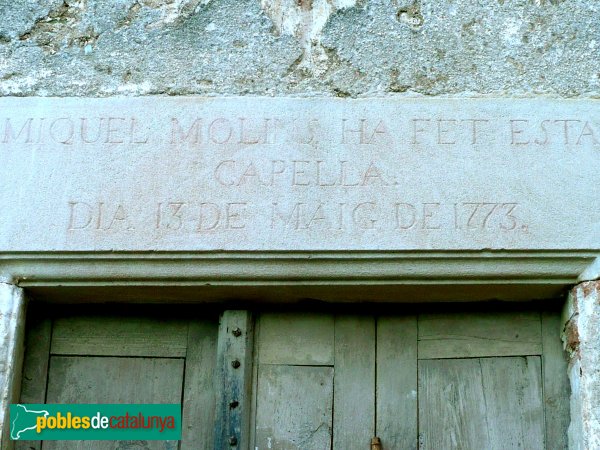 MIQUEL MOLINS HA FET ESTA
CAPELLA.
DIA 13 DE MAIG DE 1773.
poblesdecatalunya